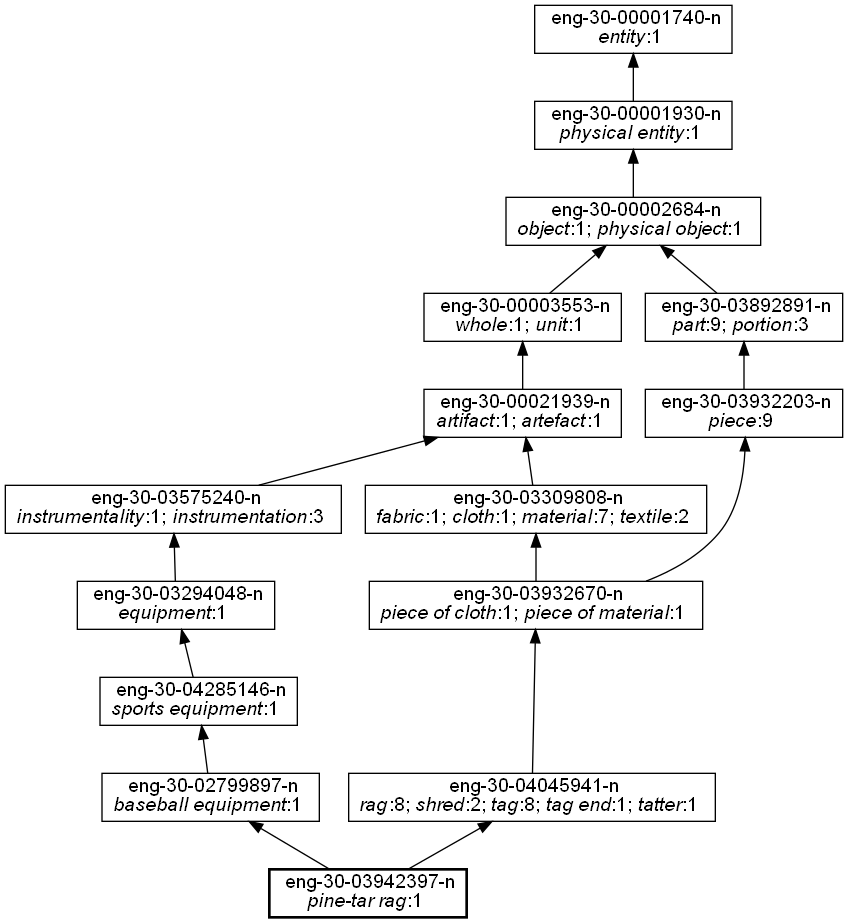 eng-30-00001740-n
entity:1
eng-30-00001930-n
physical entity:1
eng-30-00002684-n
object:1; physical object:1
eng-30-00003553-n
whole:1; unit:1
eng-30-03892891-n
part:9; portion:3
eng-30-00021939-n
artifact:1; artefact:1
eng-30-03932203-n
piece:9
eng-30-03575240-n
instrumentality:1; instrumentation:3
eng-30-03309808-n
fabric:1; cloth:1; material:7; textile:2
eng-30-03294048-n
equipment:1
eng-30-03932670-n
piece of cloth:1; piece of material:1
eng-30-04285146-n
sports equipment:1
eng-30-02799897-n
baseball equipment:1
eng-30-04045941-n
rag:8; shred:2; tag:8; tag end:1; tatter:1
eng-30-03942397-n
pine-tar rag:1